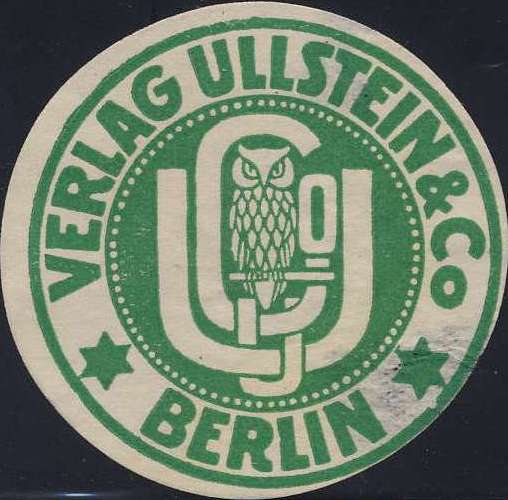 VERLAG ULLSTEIN & Co
BERLIN